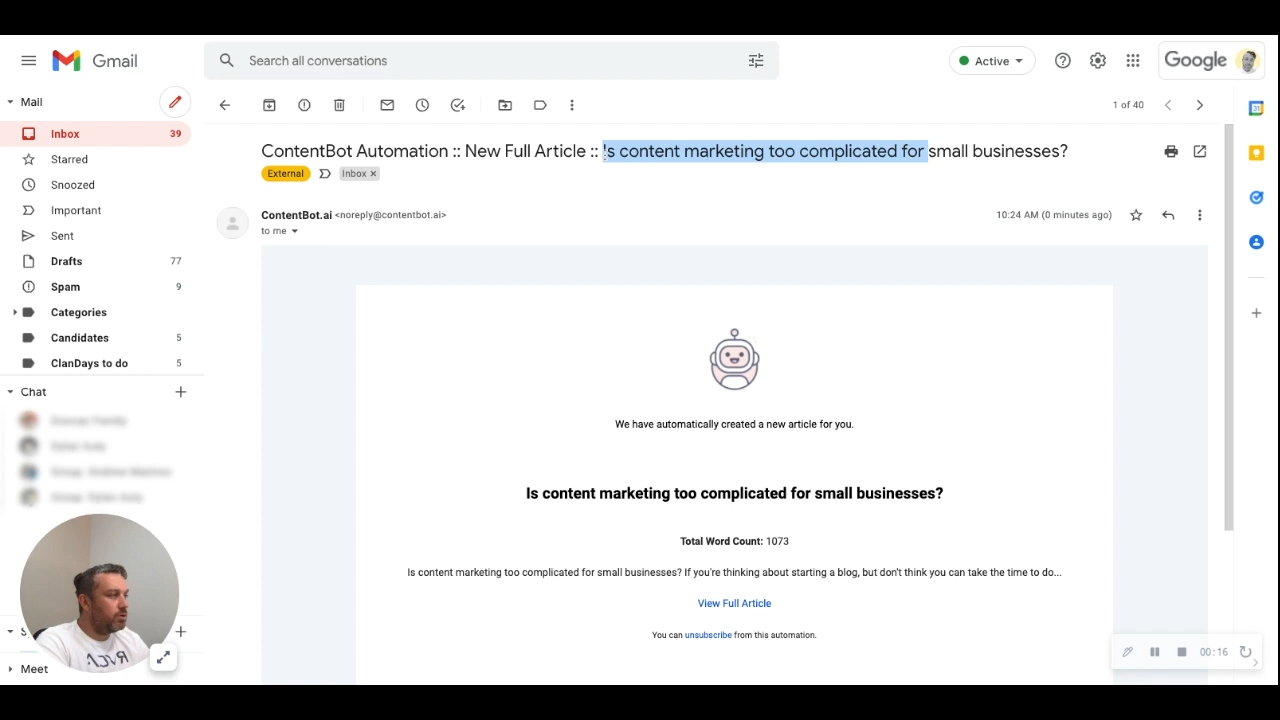 Gmail
Search all conversations
Active
Google
Mail
1 of 40
Inbox 39
Starred
Snoozed
Important
Sent
Drafts 77
Spam 9
Categories
Candidates 5
ClanDays to do 5
Chat
Meet
ContentBot Automation :: New Full Article :: Is content marketing too complicated for small businesses?
External
Inbox
ContentBot.ai <noreply@contentbot.ai>
10:24 AM (0 minutes ago)
to me
We have automatically created a new article for you.
Is content marketing too complicated for small businesses?
Total Word Count: 1073
Is content marketing too complicated for small businesses? If you're thinking about starting a blog, but don't think you can take the time to do...
View Full Article
You can unsubscribe from this automation.
00:16